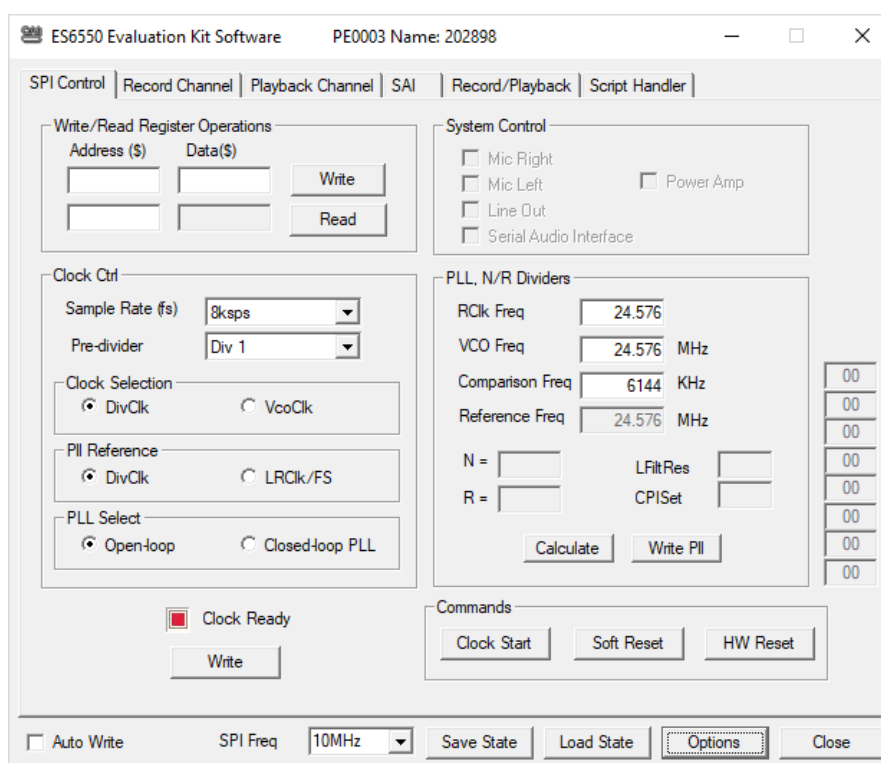 ES6550 Evaluation Kit Software PE0003 Name: 202898
SPI Control Record Channel Playback Channel SAI Record/Playback Script Handler
Write/Read Register Operations
Address ($) Data($)
Write
Read
System Control
Mic Right
Mic Left Power Amp
Line Out
Serial Audio Interface
Clock Ctrl
Sample Rate (fs) 8ksps
Pre-divider Div 1
Clock Selection
DivClk VcoClk
Pll Reference
DivClk LRClk/FS
PLL Select
Open-loop Closed-loop PLL
Clock Ready
Write
PLL, N/R Dividers
RClk Freq 24.576
VCO Freq 24.576 MHz
Comparison Freq 6144 KHz
Reference Freq 24.576 MHz
N = LFiltRes
R = CPISet
Calculate Write Pll
00
00
00
00
00
00
00
00
Commands
Clock Start Soft Reset HW Reset
Auto Write SPI Freq 10MHz Save State Load State Options Close